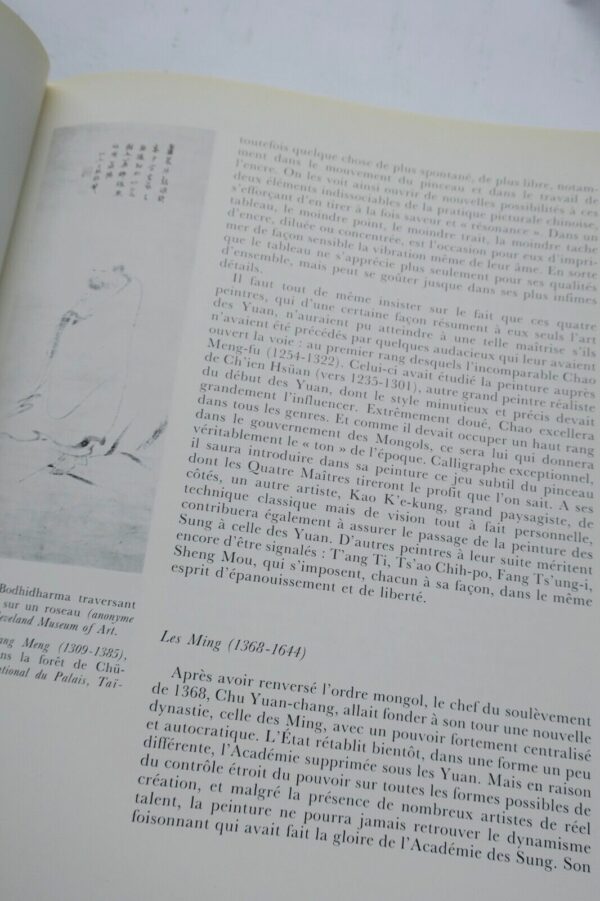 toutefois quelque chose de plus spontané, de plus libre, notam-
ment dans le mouvement du pinceau et dans le travail de
l'encre. On les voit ainsi ouvrir de nouvelles possibilités à ces
deux éléments indissociables de la pratique picturale chinoise,
s'efforçant d'en tirer à la fois saveur et « résonance ». Dans un
tableau, le moindre point, le moindre trait, la moindre tache
d'encre, diluée ou concentrée, est l'occasion pour eux d'impri-
mer de façon sensible la vibration même de leur âme. En sorte
que le tableau ne s'apprécie plus seulement pour ses qualités
d'ensemble, mais peut se goûter jusque dans ses plus infimes
détails.
Il faut tout de même insister sur le fait que ces quatre
peintres, qui d'une certaine façon résument à eux seuls l'art
des Yuan, n'auraient pu atteindre à une telle maîtrise s'ils
n'avaient été précédés par quelques audacieux qui leur avaient
ouvert la voie : au premier rang desquels l'incomparable Chao
Meng-fu (1254-1322). Celui-ci avait étudié la peinture auprès
de Ch'ien Hsüan (vers 1235-1301), autre grand peintre réaliste
du début des Yuan, dont le style minutieux et précis devait
grandement l'influencer. Extrêmement doué, Chao excellera
dans tous les genres. Et comme il devait occuper un haut rang
dans le gouvernement des Mongols, ce sera lui qui donnera
véritablement le « ton » de l'époque. Calligraphe exceptionnel,
il saura introduire dans sa peinture ce jeu subtil du pinceau
dont les Quatre Maîtres tireront le profit que l'on sait. A ses
côtés, un autre artiste, Kao K'e-kung, grand paysagiste, de
technique classique mais de vision tout à fait personnelle,
contribuera également à assurer le passage de la peinture des
Sung à celle des Yuan. D'autres peintres à leur suite méritent
encore d'être signalés : T'ang Ti, Ts'ao Chih-po, Fang Ts'ung-i,
Sheng Mou, qui s'imposent, chacun à sa façon, dans le même
esprit d'épanouissement et de liberté.
Bodhidharma traversant
sur un roseau (anonyme
Cleveland Museum of Art.
ang Meng (1309-1385),
ns la forêt de Chü-
ational du Palais, Taï-
Les Ming (1368-1644)
Après avoir renversé l'ordre mongol, le chef du soulèvement
de 1368, Chu Yuan-chang, allait fonder à son tour une nouvelle
dynastie, celle des Ming, avec un pouvoir fortement centralisé
et autocratique. L'État rétablit bientôt, dans une forme un peu
différente, l'Académie supprimée sous les Yuan. Mais en raison
du contrôle étroit du pouvoir sur toutes les formes possibles de
création, et malgré la présence de nombreux artistes de réel
talent, la peinture ne pourra jamais retrouver le dynamisme
foisonnant qui avait fait la gloire de l'Académie des Sung. Son